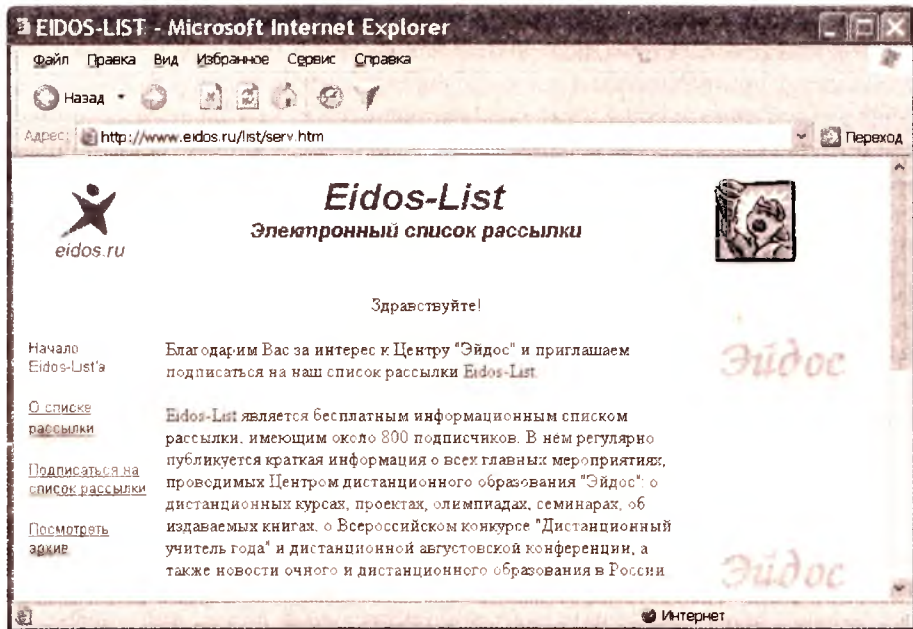 EIDOS-LIST - Microsoft Internet Explorer
Файл Правка Вид Избранное Сервис Справка
Назад
Адрес: http://www.eidos.ru/list/serv.htm Переход
eidos.ru
Eidos-List
Электронный список рассылки
Здравствуйте!
Начало
Eidos-List'а
О списке
рассылки
Подписаться на
список рассылки
Посмотреть
архив
Благодарим Вас за интерес к Центру "Эйдос" и приглашаем
подписаться на наш список рассылки Eidos-List
Eidos-List является бесплатным информационным списком
рассылки, имеющим около 800 подписчиков. В нем регулярно
публикуется краткая информация о всех главных мероприятиях,
проводимых Центром дистанционного образования "Эйдос": о
дистанционных курсах, проектах, олимпиадах, семинарах, об
издаваемых книгах, о Всероссийском конкурсе "Дистанционный
учитель года" и дистанционной августовской конференции, а
также новости очного и дистанционного образования в России
Эйдос
Эйдос
Интернет